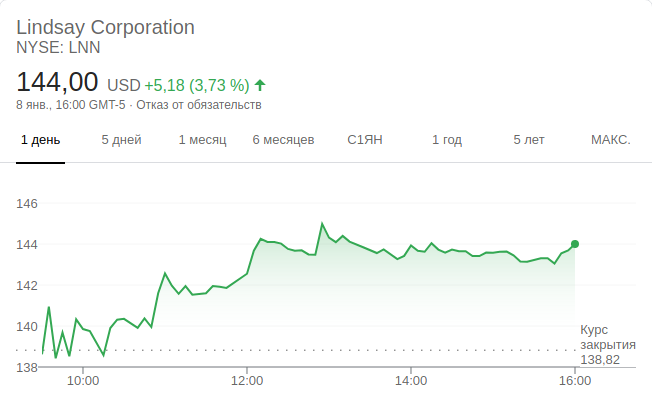 Lindsay Corporation
NYSE: LNN
144,00 USD +5,18 (3,73 %)
8 янв., 16:00 GMT-5 · Отказ от обязательств
1 день 5 дней 1 месяц 6 месяцев С1ЯН 1 год 5 лет МАКС.
146
144
142
140
Курс
закрытия
138,82
138
10:00 12:00 14:00 16:00